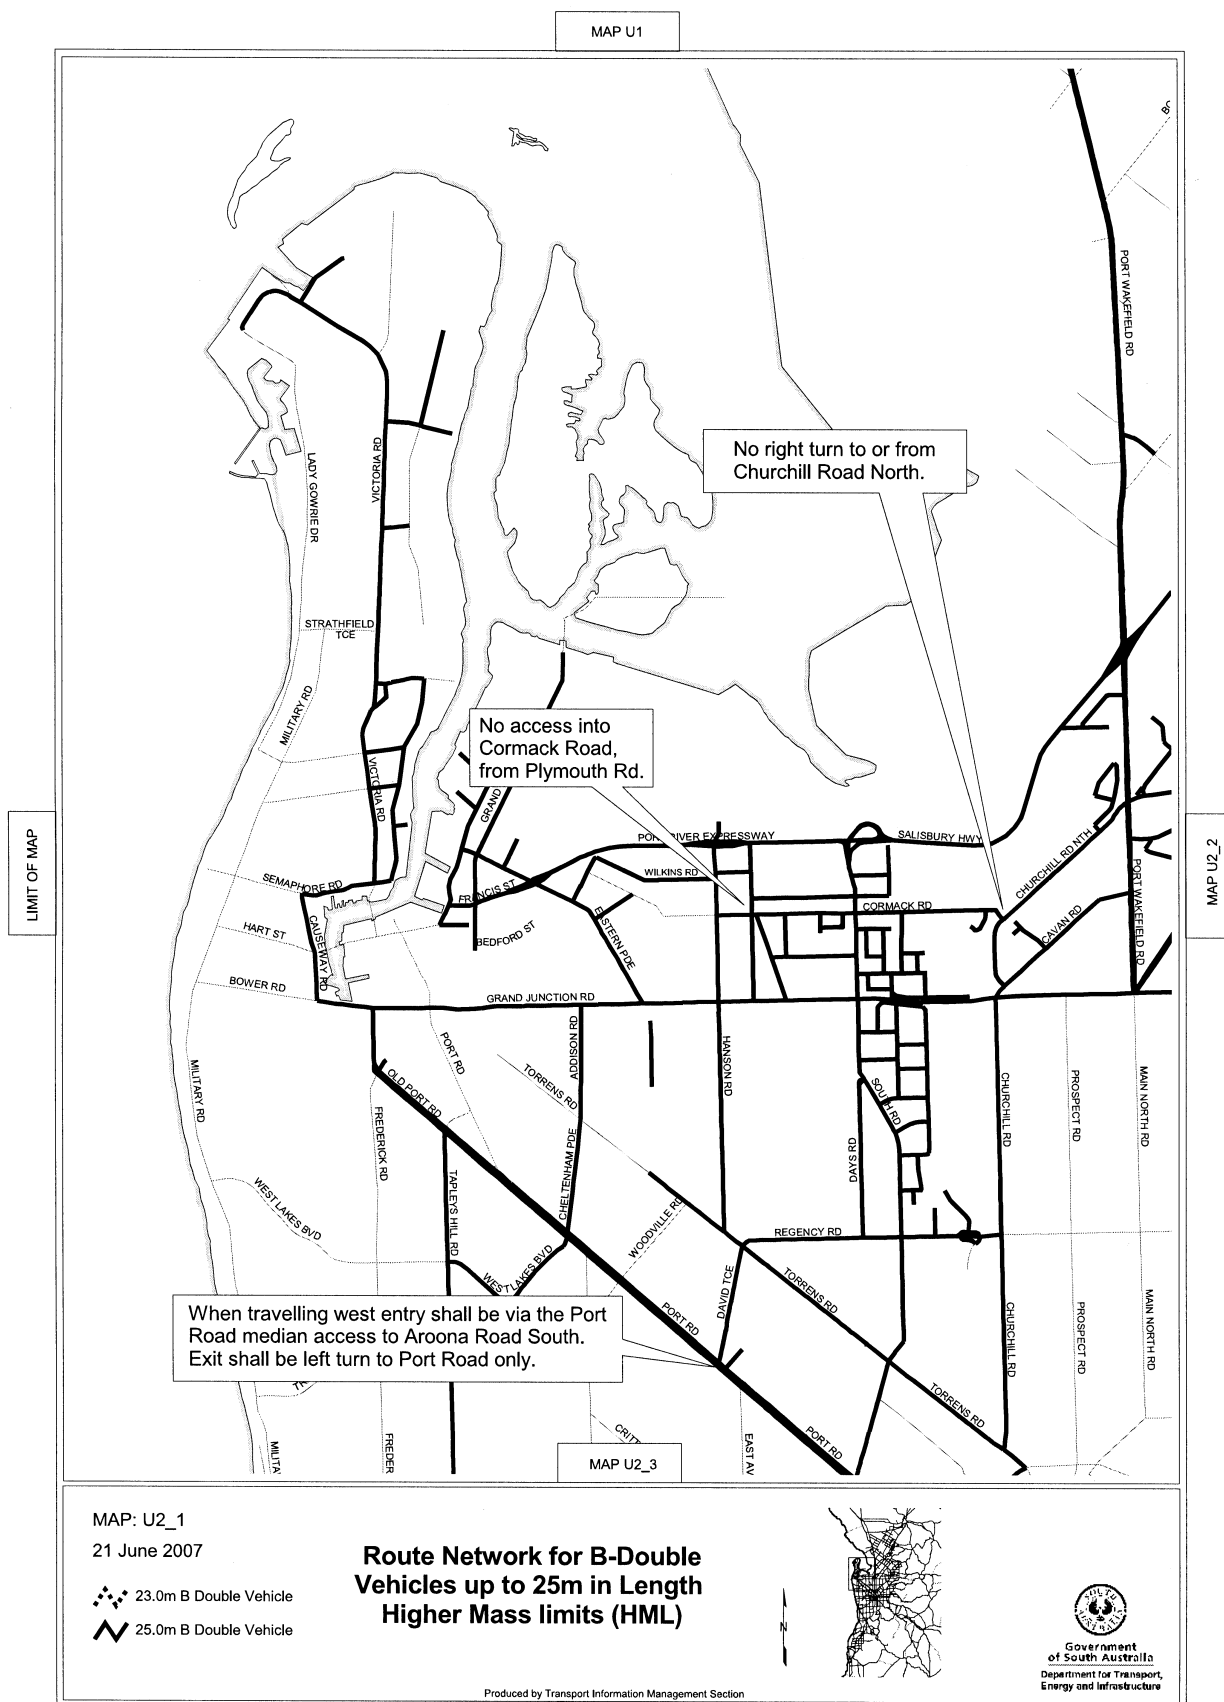 MAP U1
BO
PORT WAKEFIELD RD
No right turn to or from
Churchill Road North.
VICTORIA RD
LADY GOWRIE DR
STRATHFIELD
TCE
MILITARY RD
No access into
Cormack Road,
from Plymouth Rd.
VICTORIA RD
GRAND
LIMIT OF MAP
MAP U2_2
PORT RIVER EXPRESSWAY
SALISBURY HWY
CHURCHILL RD NTH
PORT WAKEFIELD RD
WILKINS RD
SEMAPHORE RD
FRANCIS ST
CORMACK RD
CAVAN RD
HART ST
CAUSEWAY RD
BEDFORD ST
EASTERN PDE
BOWER RD
GRAND JUNCTION RD
MILITARY RD
PORT RD
ADDISON RD
TORRENS RD
HANSON RD
OLD PORT RD
SOUTH RD
CHURCHILL RD
PROSPECT RD
MAIN NORTH RD
FREDERICK RD
CHELTENHAM PDE
DAYS RD
TAPLEYS HILL RD
WEST LAKES BVD
WOODVILLE RD
REGENCY RD
WEST LAKES BVD
DAVID TCE
TORRENS RD
When travelling west entry shall be via the Port
Road median access to Aroona Road South.
Exit shall be left turn to Port Road only.
PORT RD
CHURCHILL RD
PROSPECT RD
MAIN NORTH RD
TR
TORRENS RD
MILITA
FREDER
CRITT
EAST AV
PORT RD
MAP U2_3
MAP: U2_1
21 June 2007
23.0m B Double Vehicle
25.0m B Double Vehicle
Route Network for B-Double
Vehicles up to 25m in Length
Higher Mass limits (HML)
N
SOUTH
AUSTRALIA
Government
of South Australia
Department for Transport,
Energy and Infrastructure
Produced by Transport Information Management Section